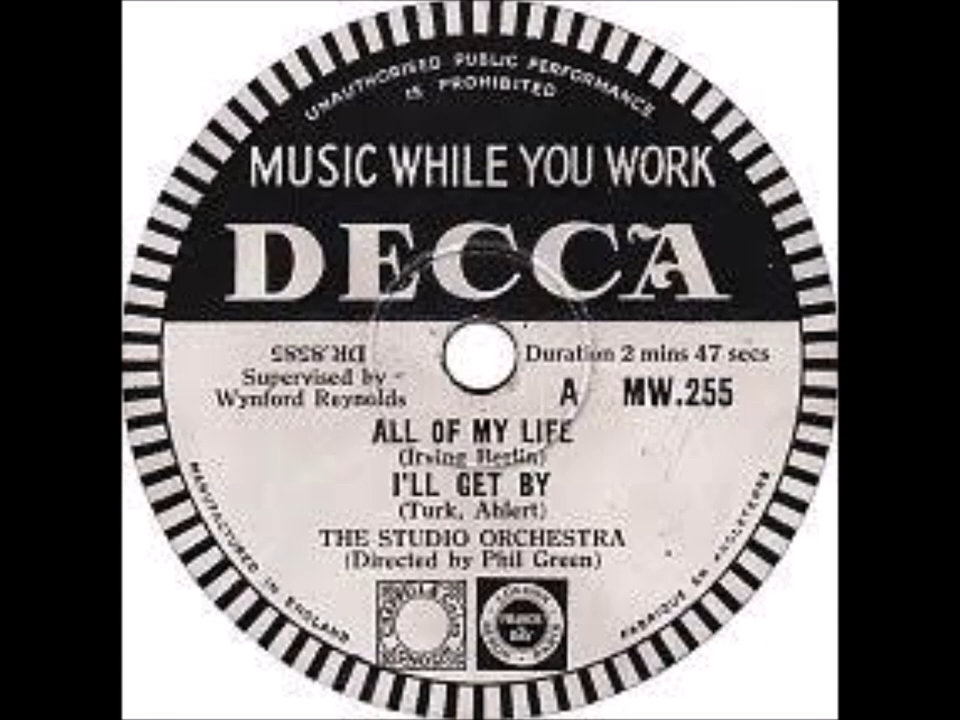 UNAUTHORISED PUBLIC PERFORMANCE
IS PROHIBITED
MUSIC WHILE YOU WORK
DECCA
DR.8585
Duration 2 mins 47 secs
Supervised by
Wynford Reynolds
A MW.255
ALL OF MY LIFE
(Irving Berlin)
I'LL GET BY
(Turk, Ahlert)
THE STUDIO ORCHESTRA
(Directed by Phil Green)
MANUFACTURED IN ENGLAND
FABRIQUÉ EN ANGLETERRE